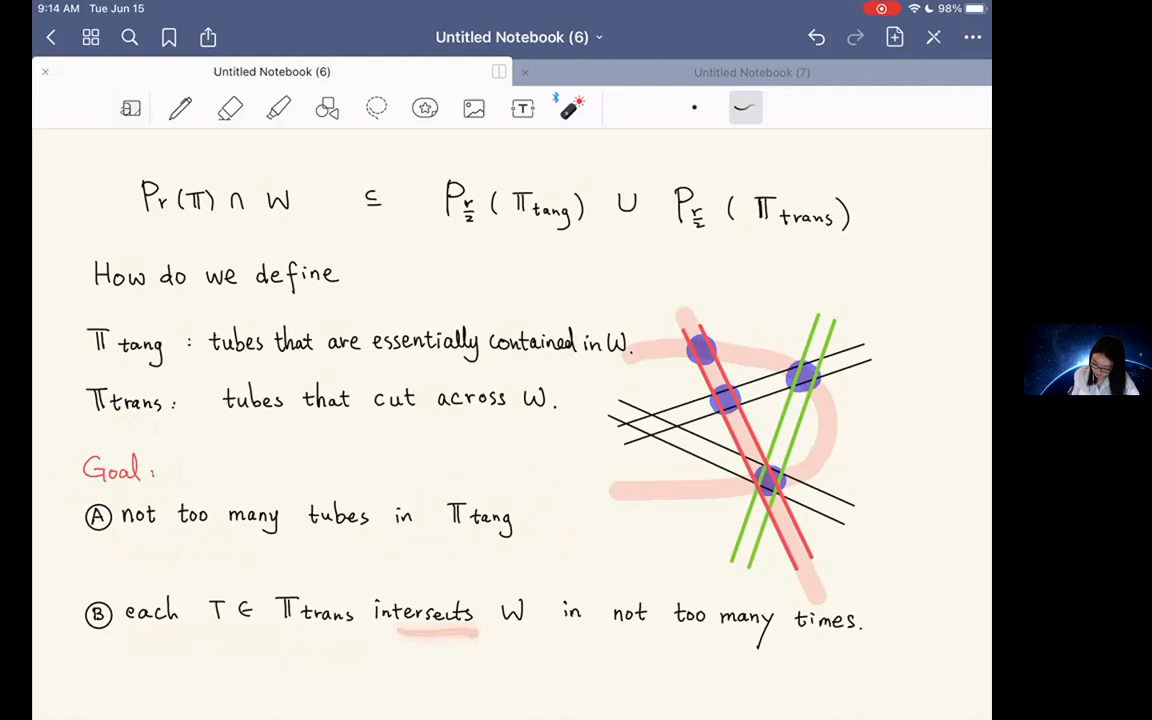 9:14 AM Tue Jun 15
98%
Untitled Notebook (6)
Untitled Notebook (6)
Untitled Notebook (7)
T
Pr(𝕋) ∩ W ⊆ P_{r/2}(𝕋tang) ∪ P_{r/2}(𝕋trans)
How do we define
𝕋tang : tubes that are essentially contained in W.
𝕋trans : tubes that cut across W.
Goal:
Ⓐ not too many tubes in 𝕋tang
Ⓑ each T ∈ 𝕋trans intersects W in not too many times.